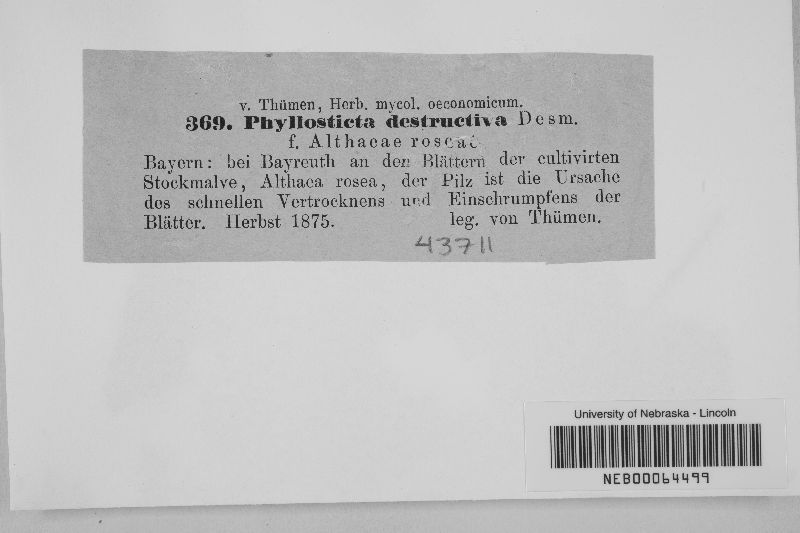 v. Thümen, Herb. mycol. oeconomicum.
369. Phyllosticta destructiva Desm.
f. Althaeae roseae
Bayern: bei Bayreuth an den Blättern der cultivirten
Stockmalve, Althaea rosea, der Pilz ist die Ursache
des schnellen Vertrocknens und Einschrumpfens der
Blätter. Herbst 1875. leg. von Thümen.
43711
University of Nebraska - Lincoln
NEB00064499